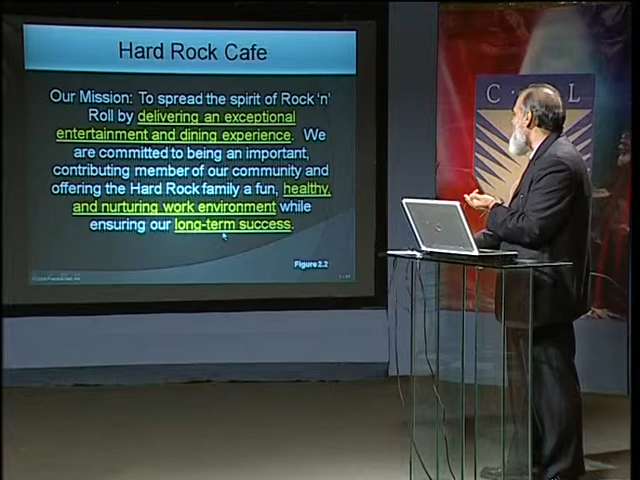 Hard Rock Cafe
Our Mission: To spread the spirit of Rock 'n'
Roll by delivering an exceptional
entertainment and dining experience. We
are committed to being an important,
contributing member of our community and
offering the Hard Rock family a fun, healthy,
and nurturing work environment while
ensuring our long-term success.
Figure 2.2